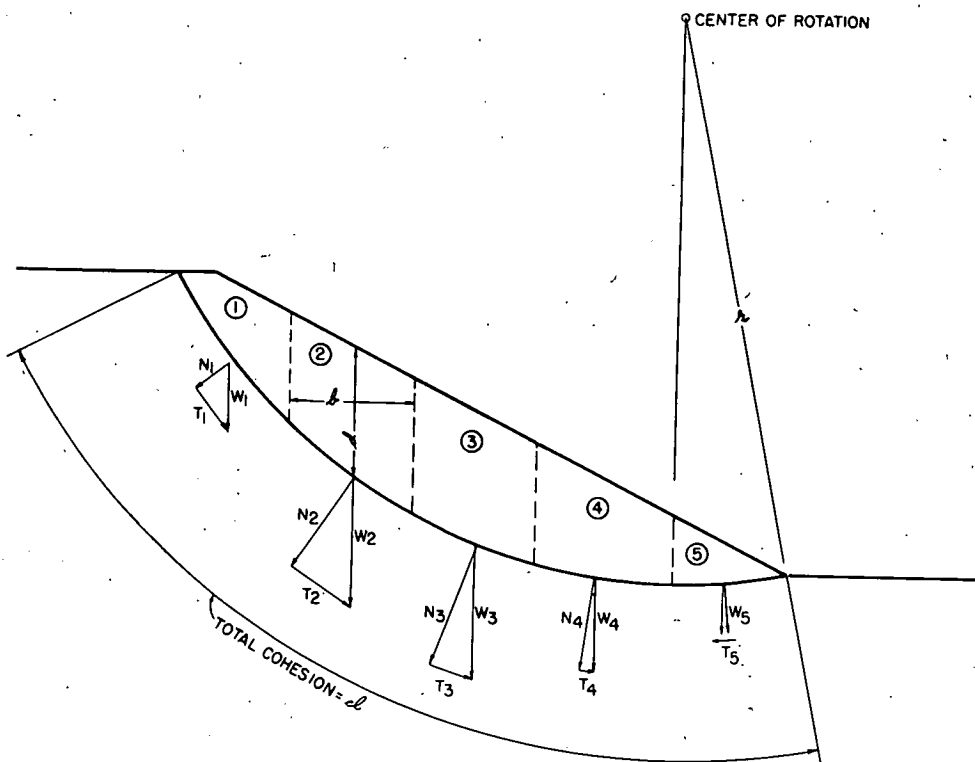 CENTER OF ROTATION
r
①
②
b
③
④
⑤
N1
W1
T1
N2
W2
T2
N3
W3
T3
N4
W4
T4
W5
T5
TOTAL COHESION = cl